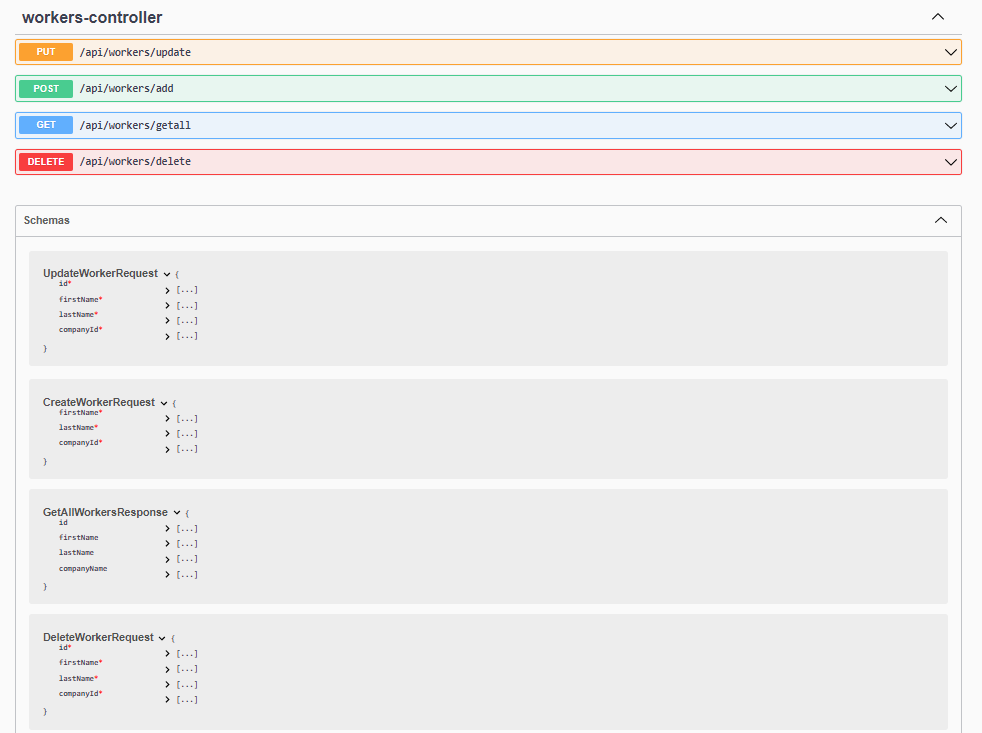 workers-controller
PUT /api/workers/update
POST /api/workers/add
GET /api/workers/getall
DELETE /api/workers/delete
Schemas
UpdateWorkerRequest {
id* [...]
firstName* [...]
lastName* [...]
companyId* [...]
}
CreateWorkerRequest {
firstName* [...]
lastName* [...]
companyId* [...]
}
GetAllWorkersResponse {
id [...]
firstName [...]
lastName [...]
companyName [...]
}
DeleteWorkerRequest {
id* [...]
firstName* [...]
lastName* [...]
companyId* [...]
}